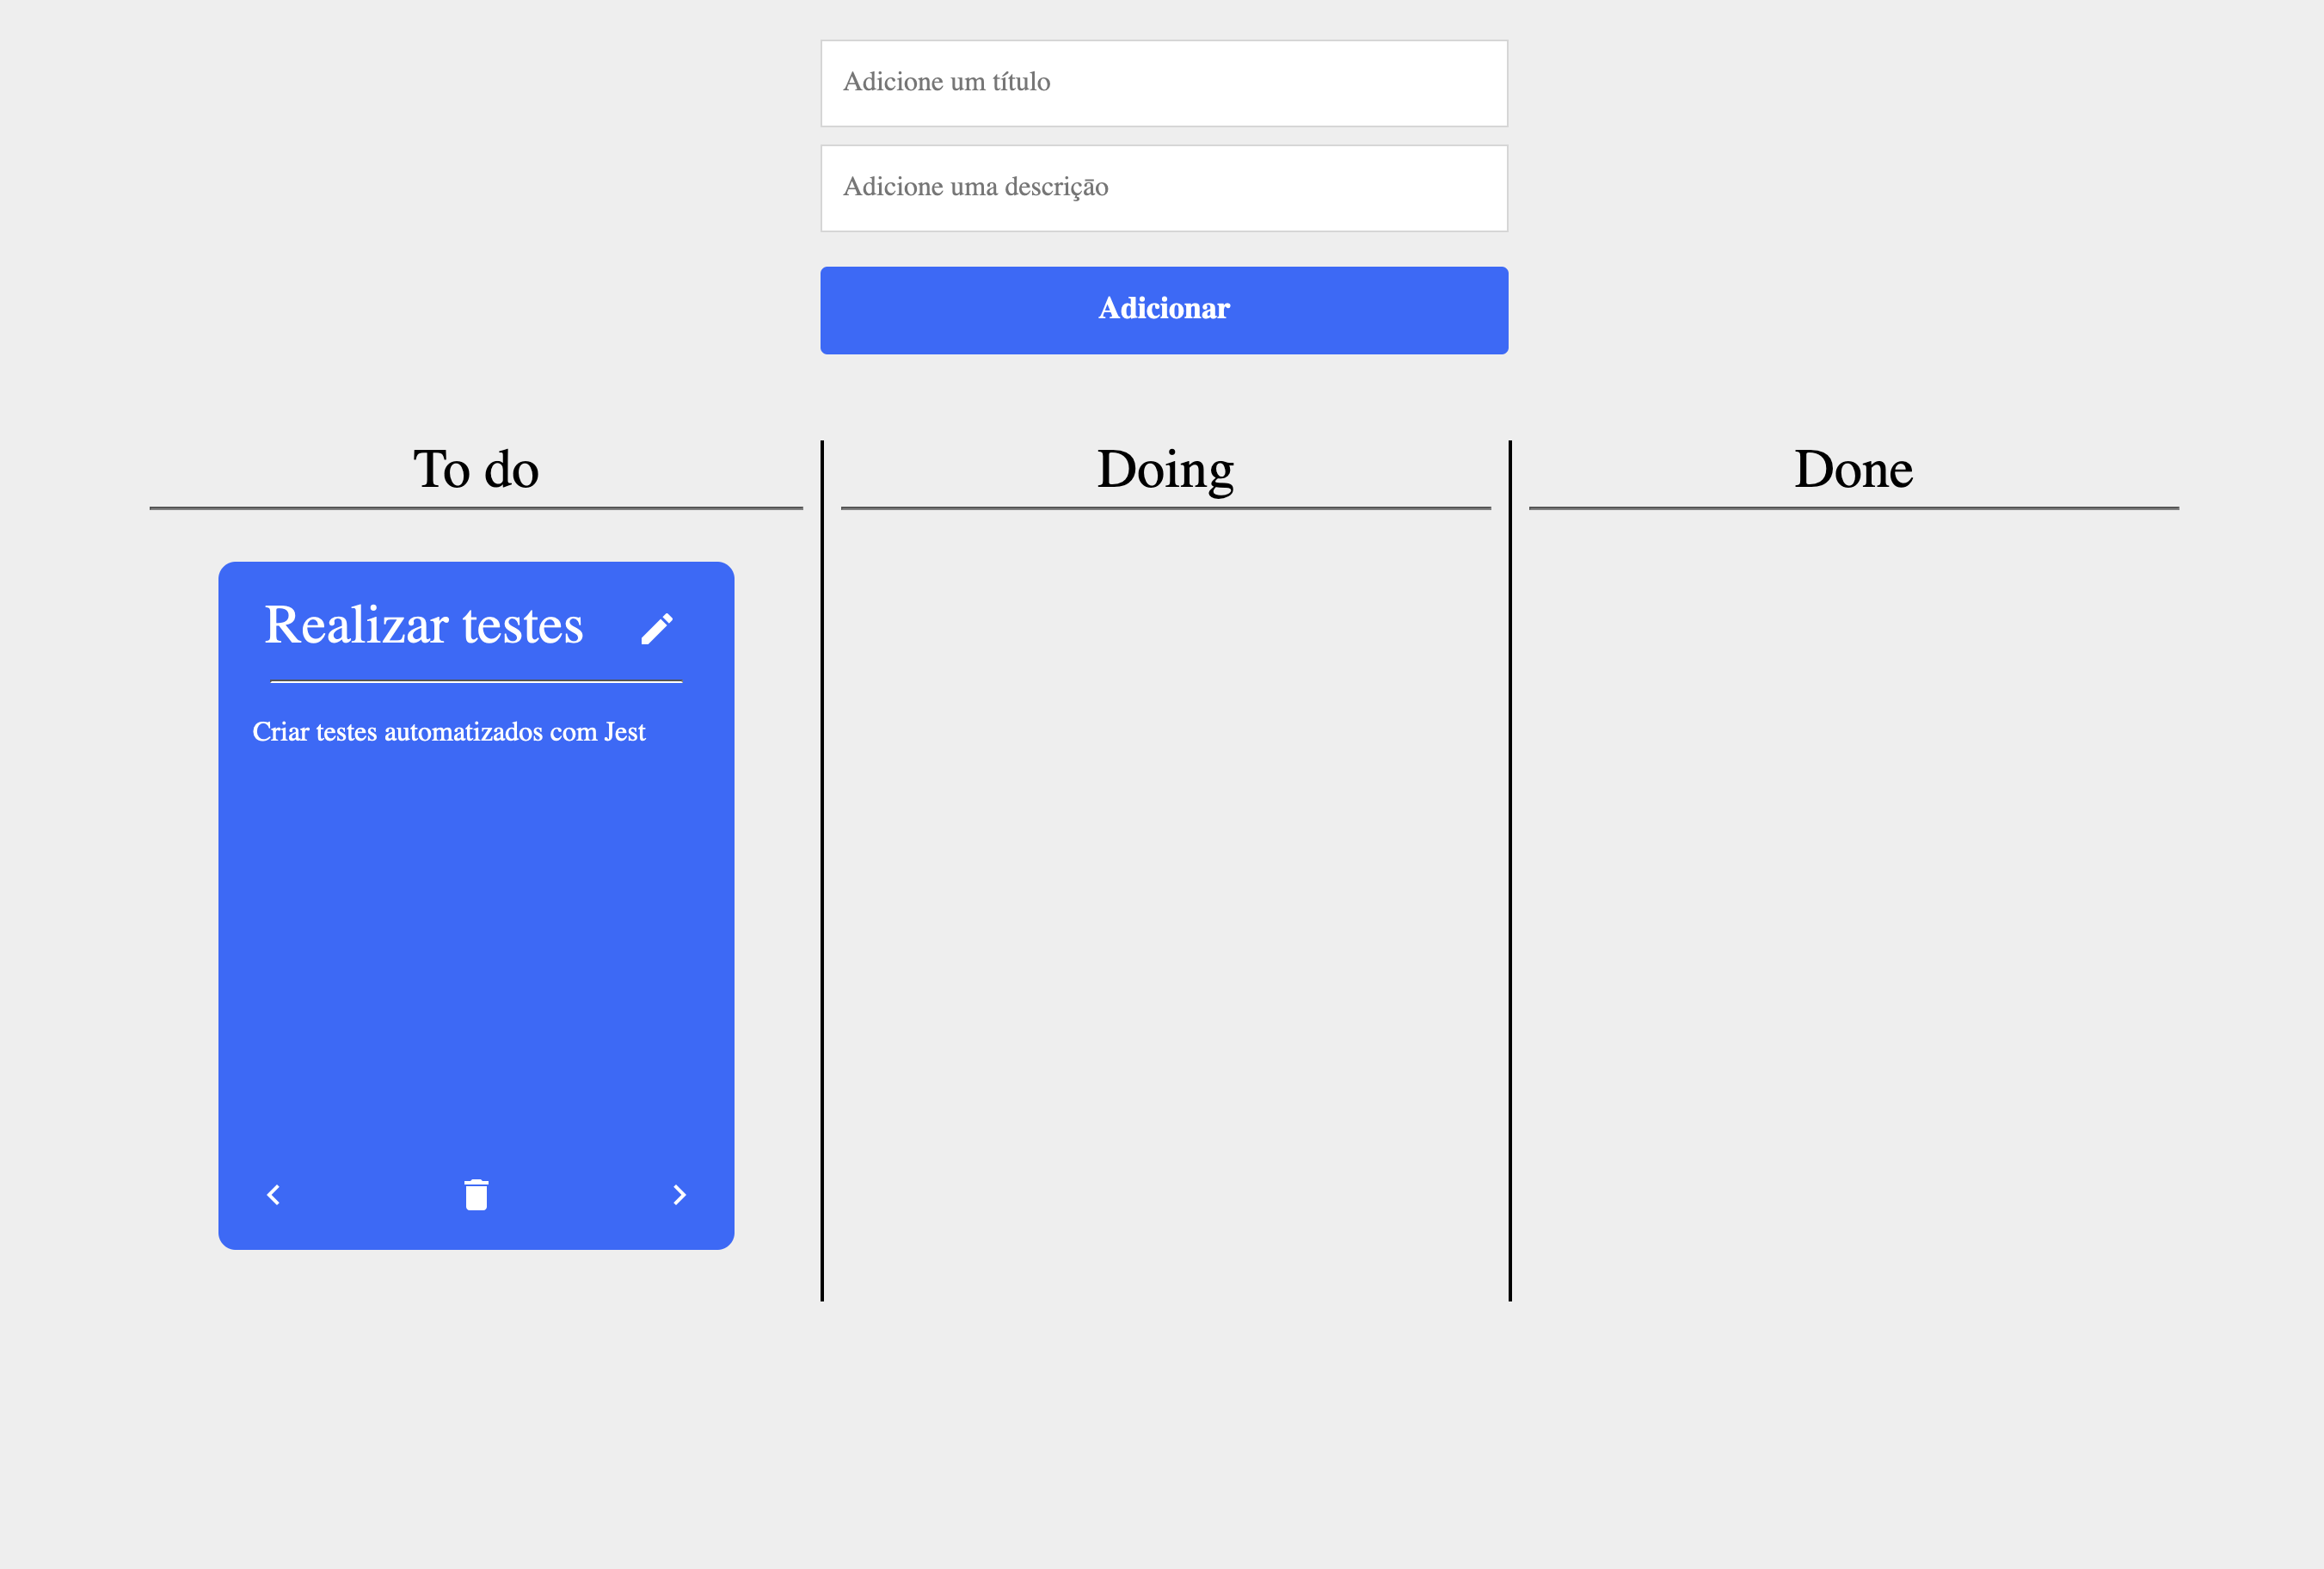 Adicione um título
Adicione uma descrição
Adicionar
To do
Doing
Done
Realizar testes
Criar testes automatizados com Jest